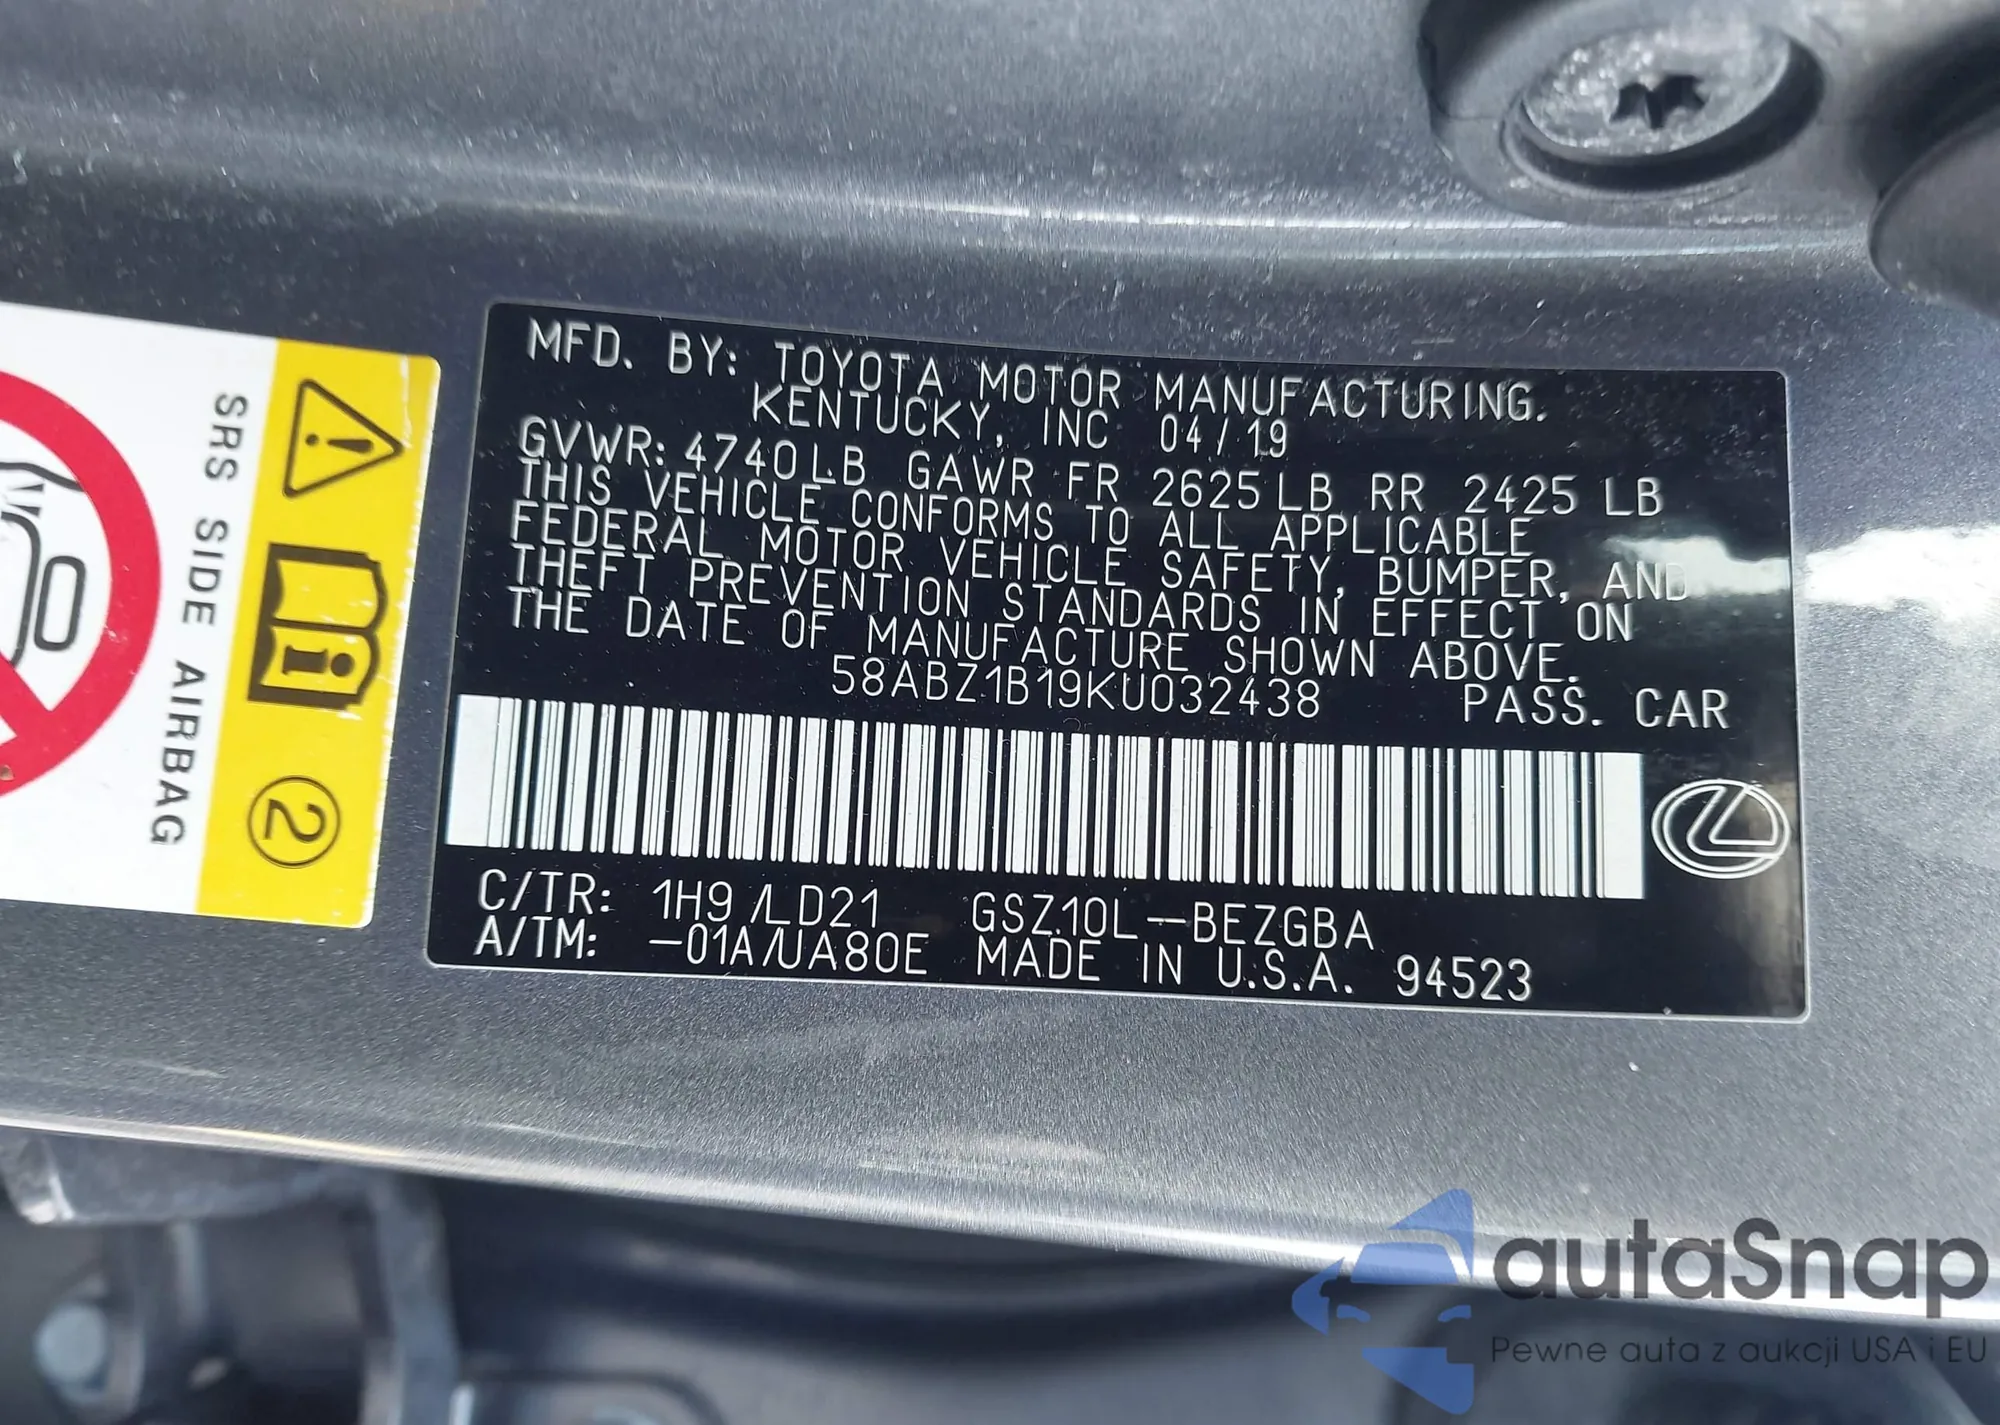 MFD. BY: TOYOTA MOTOR MANUFACTURING.
KENTUCKY, INC 04/19
GVWR: 4740LB GAWR FR 2625LB RR 2425 LB
THIS VEHICLE CONFORMS TO ALL APPLICABLE
FEDERAL MOTOR VEHICLE SAFETY, BUMPER, AND
THEFT PREVENTION STANDARDS IN EFFECT ON
THE DATE OF MANUFACTURE SHOWN ABOVE.
58ABZ1B19KU032438 PASS. CAR
C/TR: 1H9/LD21 GSZ10L-BEZGBA
A/TM: -01A/UA80E MADE IN U.S.A. 94523
SRS SIDE AIRBAG
2
autoSnap
Pewne auta z aukcji USA i EU